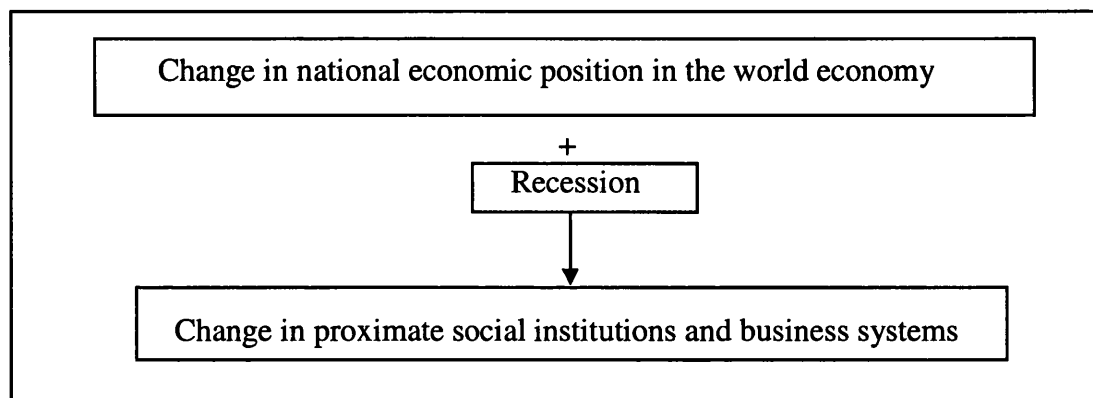 Change in national economic position in the world economy
+
Recession
Change in proximate social institutions and business systems